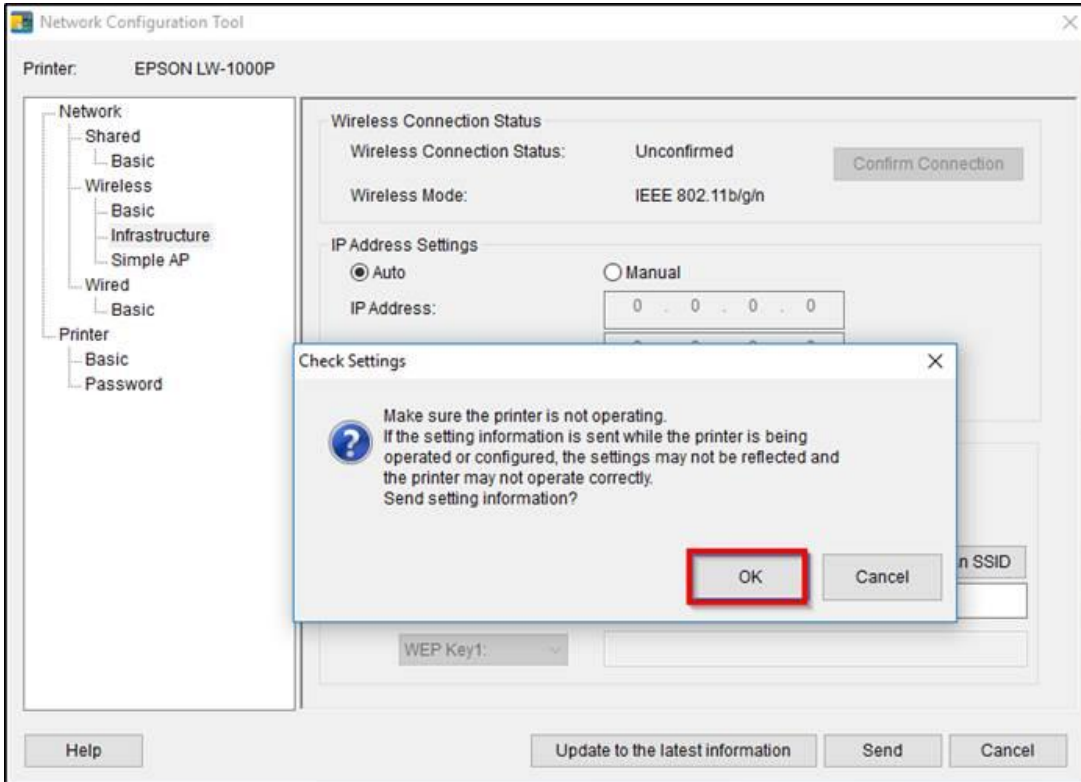 Network Configuration Tool
Printer: EPSON LW-1000P
Network
Shared
Basic
Wireless
Basic
Infrastructure
Simple AP
Wired
Basic
Printer
Basic
Password
Wireless Connection Status
Wireless Connection Status: Unconfirmed
Confirm Connection
Wireless Mode: IEEE 802.11b/g/n
IP Address Settings
Auto Manual
IP Address: 0 . 0 . 0 . 0
Check Settings
Make sure the printer is not operating.
If the setting information is sent while the printer is being
operated or configured, the settings may not be reflected and
the printer may not operate correctly.
Send setting information?
OK Cancel
n SSID
WEP Key1:
Help Update to the latest information Send Cancel